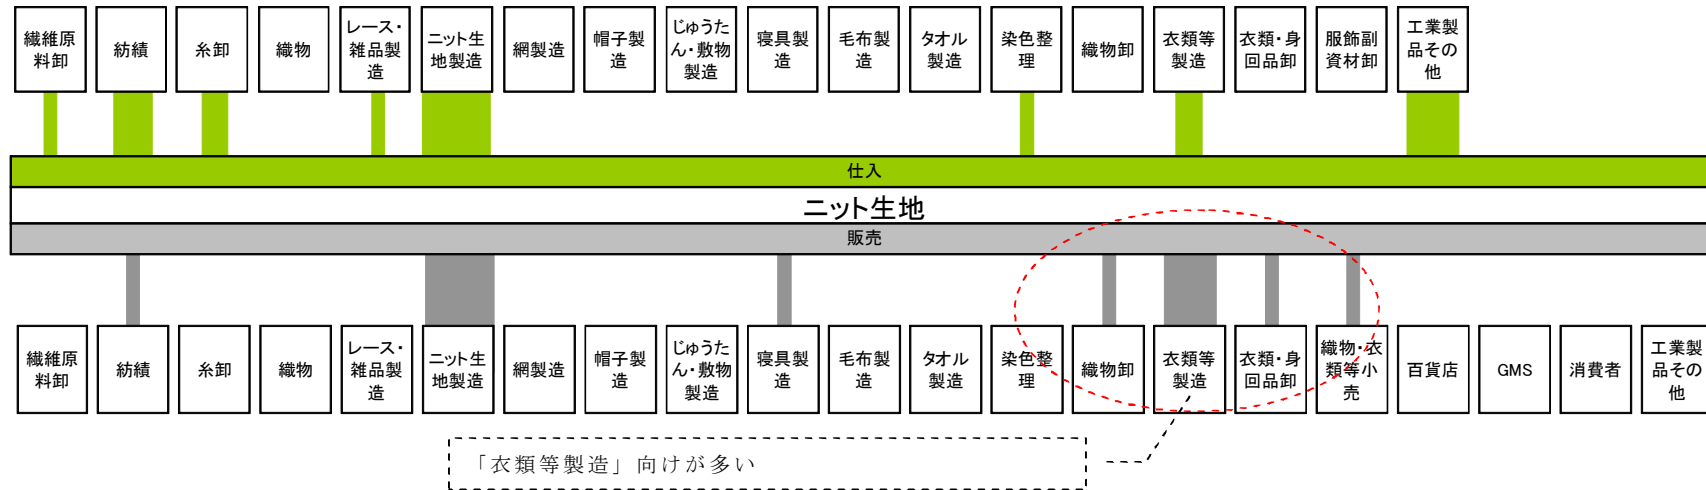 繊維原
料卸
紡績
糸卸
織物
レース・
雑品製
造
ニット生
地製造
網製造
帽子製
造
じゅうた
ん・敷物
製造
寝具製
造
毛布製
造
タオル
製造
染色整
理
織物卸
衣類等
製造
衣類・身
回品卸
服飾副
資材卸
工業製
品その
他
仕入
ニット生地
販売
繊維原
料卸
紡績
糸卸
織物
レース・
雑品製
造
ニット生
地製造
網製造
帽子製
造
じゅうた
ん・敷物
製造
寝具製
造
毛布製
造
タオル
製造
染色整
理
織物卸
衣類等
製造
衣類・身
回品卸
織物・衣
類等小
売
百貨店
GMS
消費者
工業製
品その
他
「衣類等製造」向けが多い